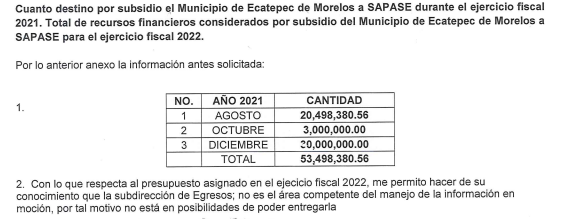 Cuanto destino por subsidio el Municipio de Ecatepec de Morelos a SAPASE durante el ejercicio fiscal
2021. Total de recursos financieros considerados por subsidio del Municipio de Ecatepec de Morelos a
SAPASE para el ejercicio fiscal 2022.
Por lo anterior anexo la información antes solicitada:
1.
NO. AÑO 2021 CANTIDAD
1 AGOSTO 20,498,380.56
2 OCTUBRE 3,000,000.00
3 DICIEMBRE 20,000,000.00
TOTAL 53,498,380.56
2. Con lo que respecta al presupuesto asignado en el ejecicio fiscal 2022, me permito hacer de su
conocimiento que la subdirección de Egresos; no es el área competente del manejo de la información en
moción, por tal motivo no está en posibilidades de poder entregarla